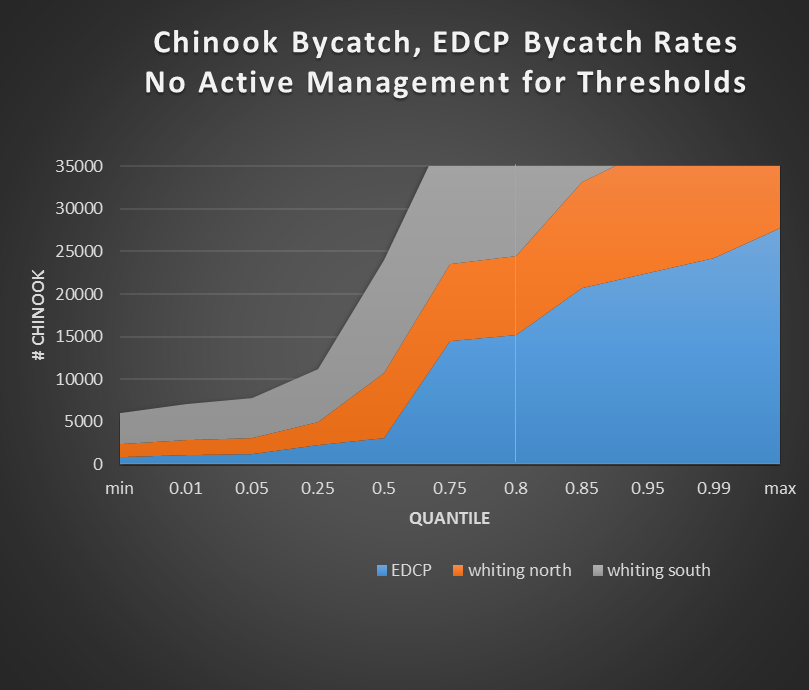 Chinook Bycatch, EDCP Bycatch Rates
No Active Management for Thresholds
35000
30000
25000
20000
15000
10000
5000
0
# CHINOOK
min 0.01 0.05 0.25 0.5 0.75 0.8 0.85 0.95 0.99 max
QUANTILE
EDCP whiting north whiting south